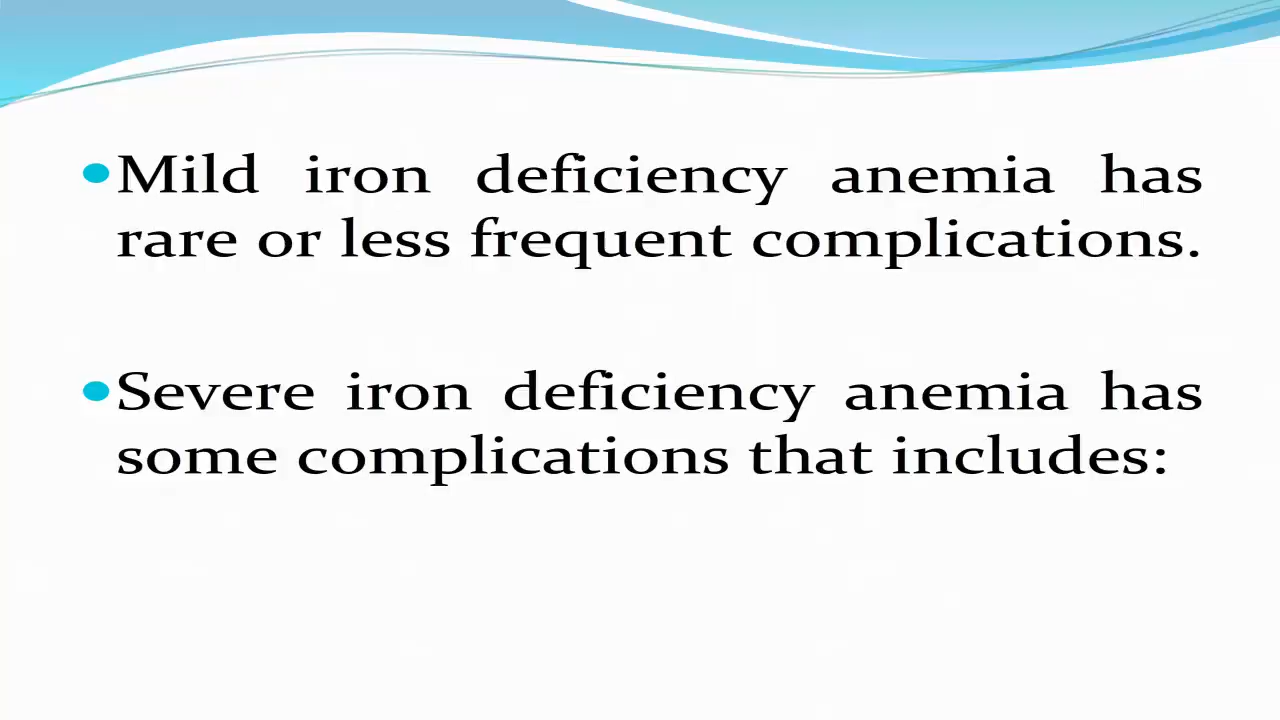 •Mild iron deficiency anemia has
rare or less frequent complications.
•Severe iron deficiency anemia has
some complications that includes: